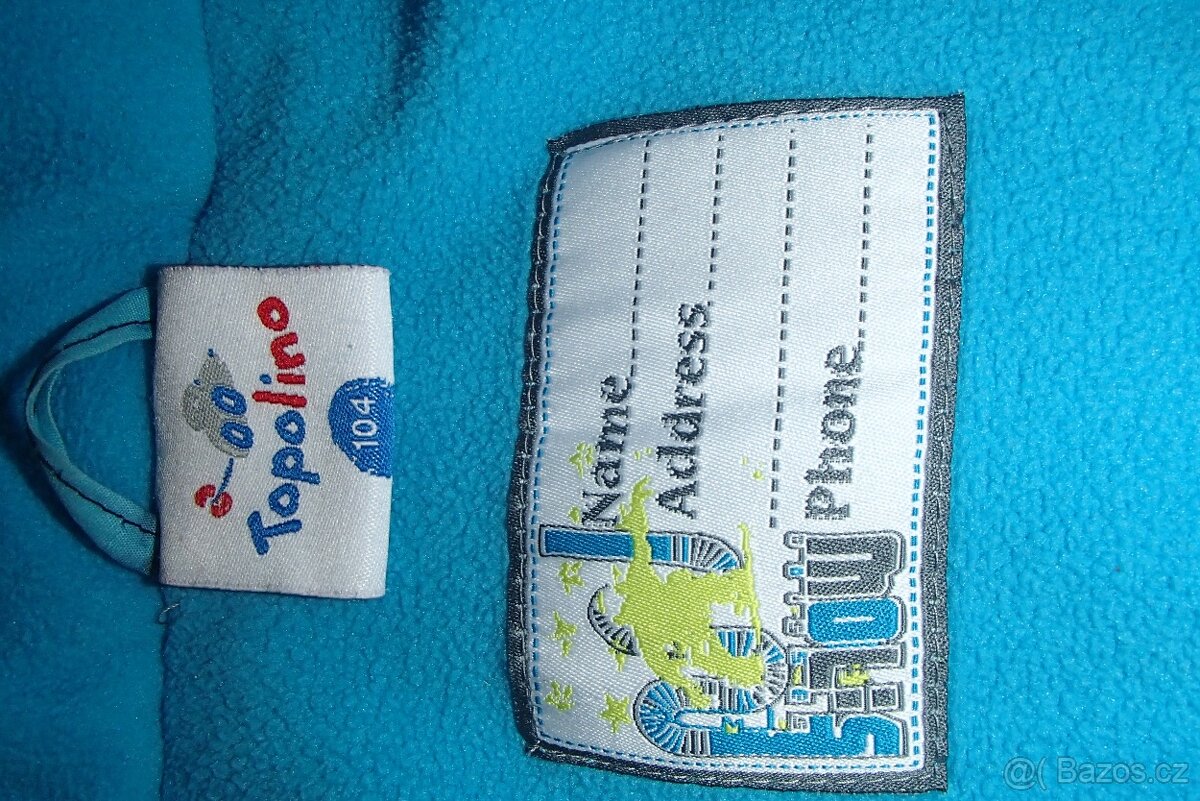 Topolino
104
Name
Address
phone
snow
@( Bazos.cz